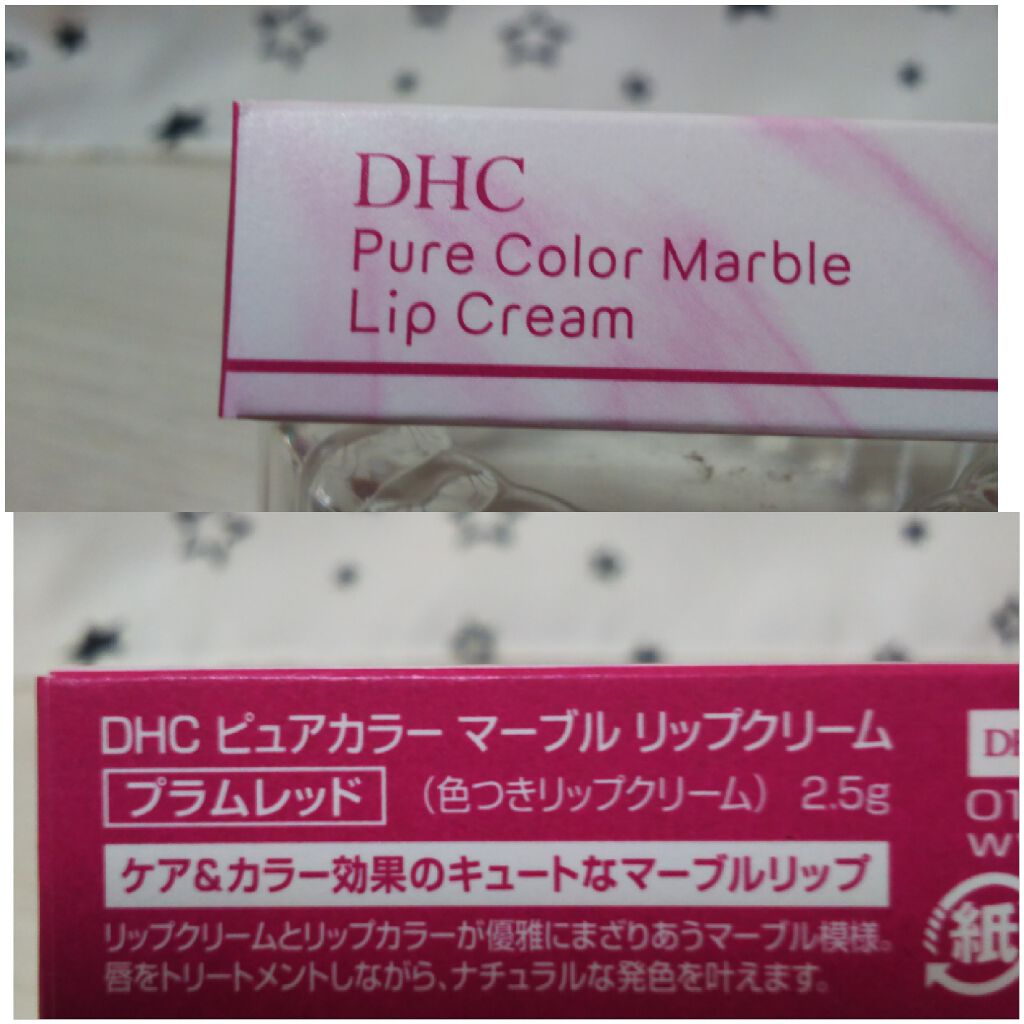 DHC
Pure Color Marble
Lip Cream
DHC ピュアカラー マーブル リップクリーム
プラムレッド (色つきリップクリーム) 2.5g
ケア&カラー効果のキュートなマーブルリップ
リップクリームとリップカラーが優雅にまざりあうマーブル模様。
唇をトリートメントしながら、ナチュラルな発色を叶えます。
紙